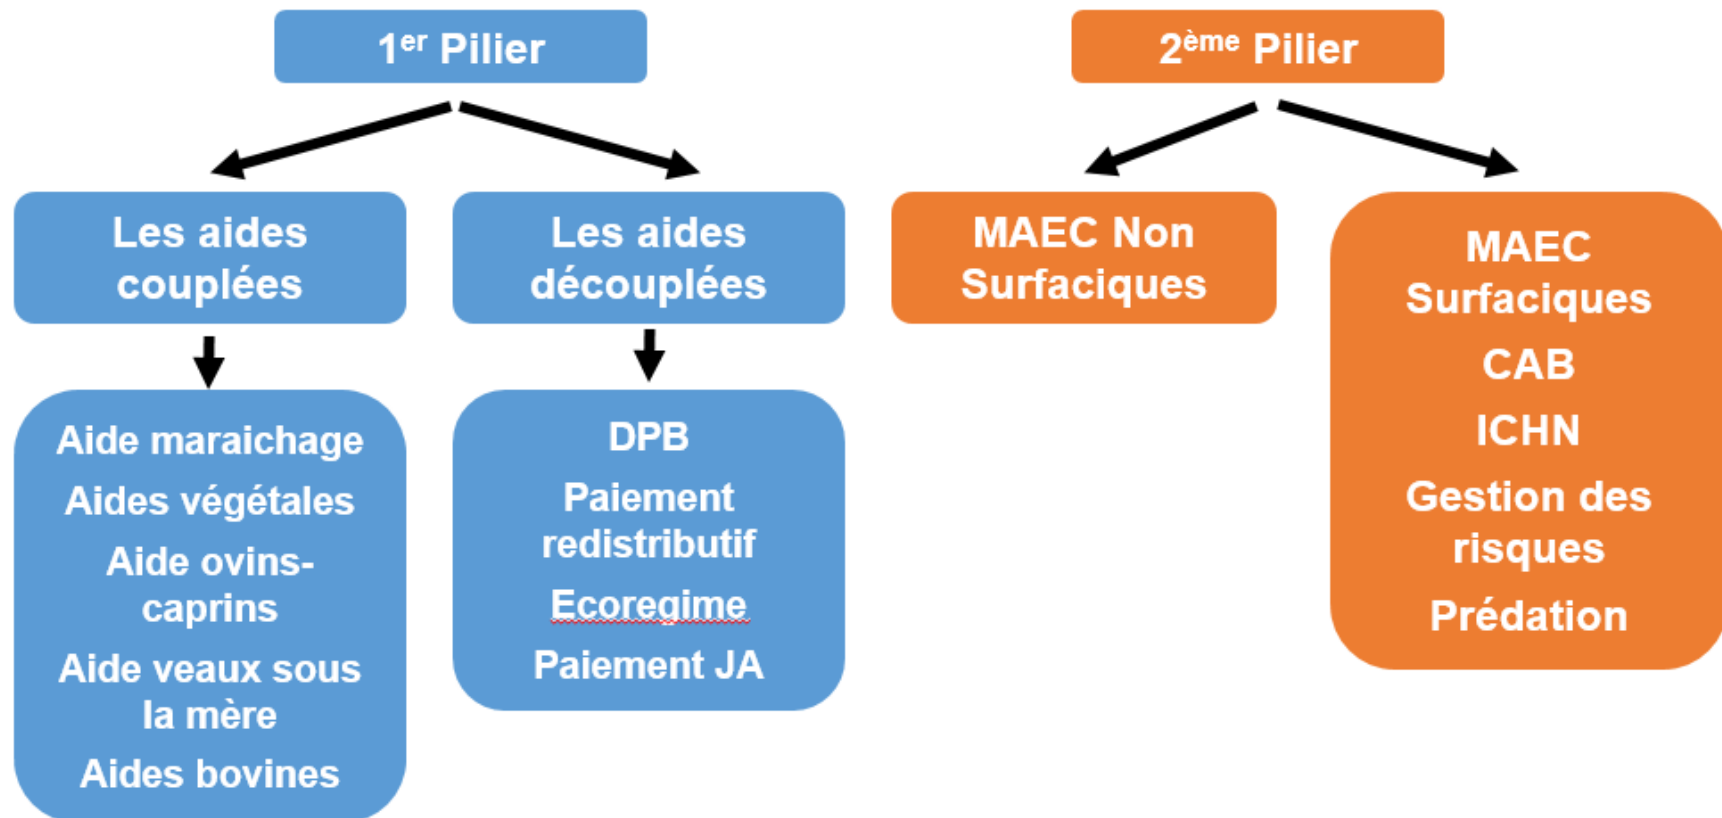 1er Pilier
2ème Pilier
Les aides
couplées
Les aides
découplées
MAEC Non
Surfaciques
MAEC
Surfaciques
CAB
ICHN
Gestion des
risques
Prédation
Aide maraichage
Aides végétales
Aide ovins-
caprins
Aide veaux sous
la mère
Aides bovines
DPB
Paiement
redistributif
Ecoregime
Paiement JA